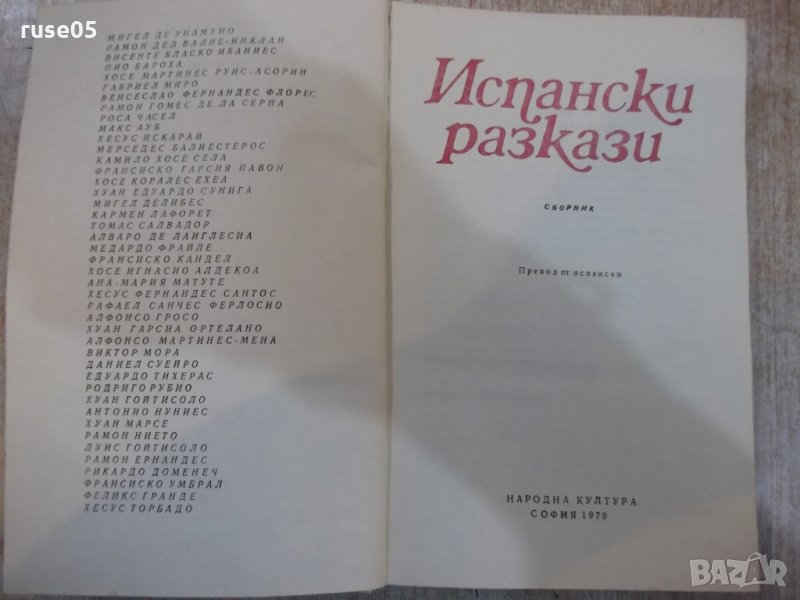 ruse05
МИГЕЛ ДЕ УНАМУНО
РАМОН ДЕЛ ВАЛИЕ-ИНКЛАН
ВИСЕНТЕ БЛАСКО ИБАНИЕС
ПИО БАРОХА
ХОСЕ МАРТИНЕС РУИС-АСОРИН
ГАБРИЕЛ МИРО
ВЕНСЕСЛАО ФЕРНАНДЕС ФЛОРЕС
РАМОН ГОМЕС ДЕ ЛА СЕРНА
РОСА ЧАСЕЛ
МАКС АУБ
ХЕСУС ИСКАРАЙ
МЕРСЕДЕС БАЛИЕСТЕРОС
КАМИЛО ХОСЕ СЕЛА
ФРАНСИСКО ГАРСИЯ ПАВОН
ХОСЕ КОРАЛЕС ЕХЕА
ХУАН ЕДУАРДО СУНИГА
МИГЕЛ ДЕЛИБЕС
КАРМЕН ЛАФОРЕТ
ТОМАС САЛВАДОР
АЛВАРО ДЕ ЛАИГЛЕСИА
МЕДАРДО ФРАЙЛЕ
ФРАНСИСКО КАНДЕЛ
ХОСЕ ИГНАСИО АЛДЕКОА
АНА-МАРИЯ МАТУТЕ
ХЕСУС ФЕРНАНДЕС САНТОС
РАФАЕЛ САНЧЕС ФЕРЛОСИО
АЛФОНСО ГРОСО
ХУАН ГАРСИА ОРТЕЛАНО
АЛФОНСО МАРТИНЕС-МЕНА
ВИКТОР МОРА
ДАНИЕЛ СУЕЙРО
ЕДУАРДО ТИХЕРАС
РОДРИГО РУБИО
ХУАН ГОЙТИСОЛО
АНТОНИО НУНИЕС
ХУАН МАРСЕ
РАМОН НИЕТО
ЛУИС ГОЙТИСОЛО
РАМОН ЕРНАНДЕС
РИКАРДО ДОМЕНЕЧ
ФРАНСИСКО УМБРАЛ
ФЕЛИКС ГРАНДЕ
ХЕСУС ТОРБАДО
Испански
разкази
СБОРНИК
Превод от испански
НАРОДНА КУЛТУРА
СОФИЯ 1979
BAZAR